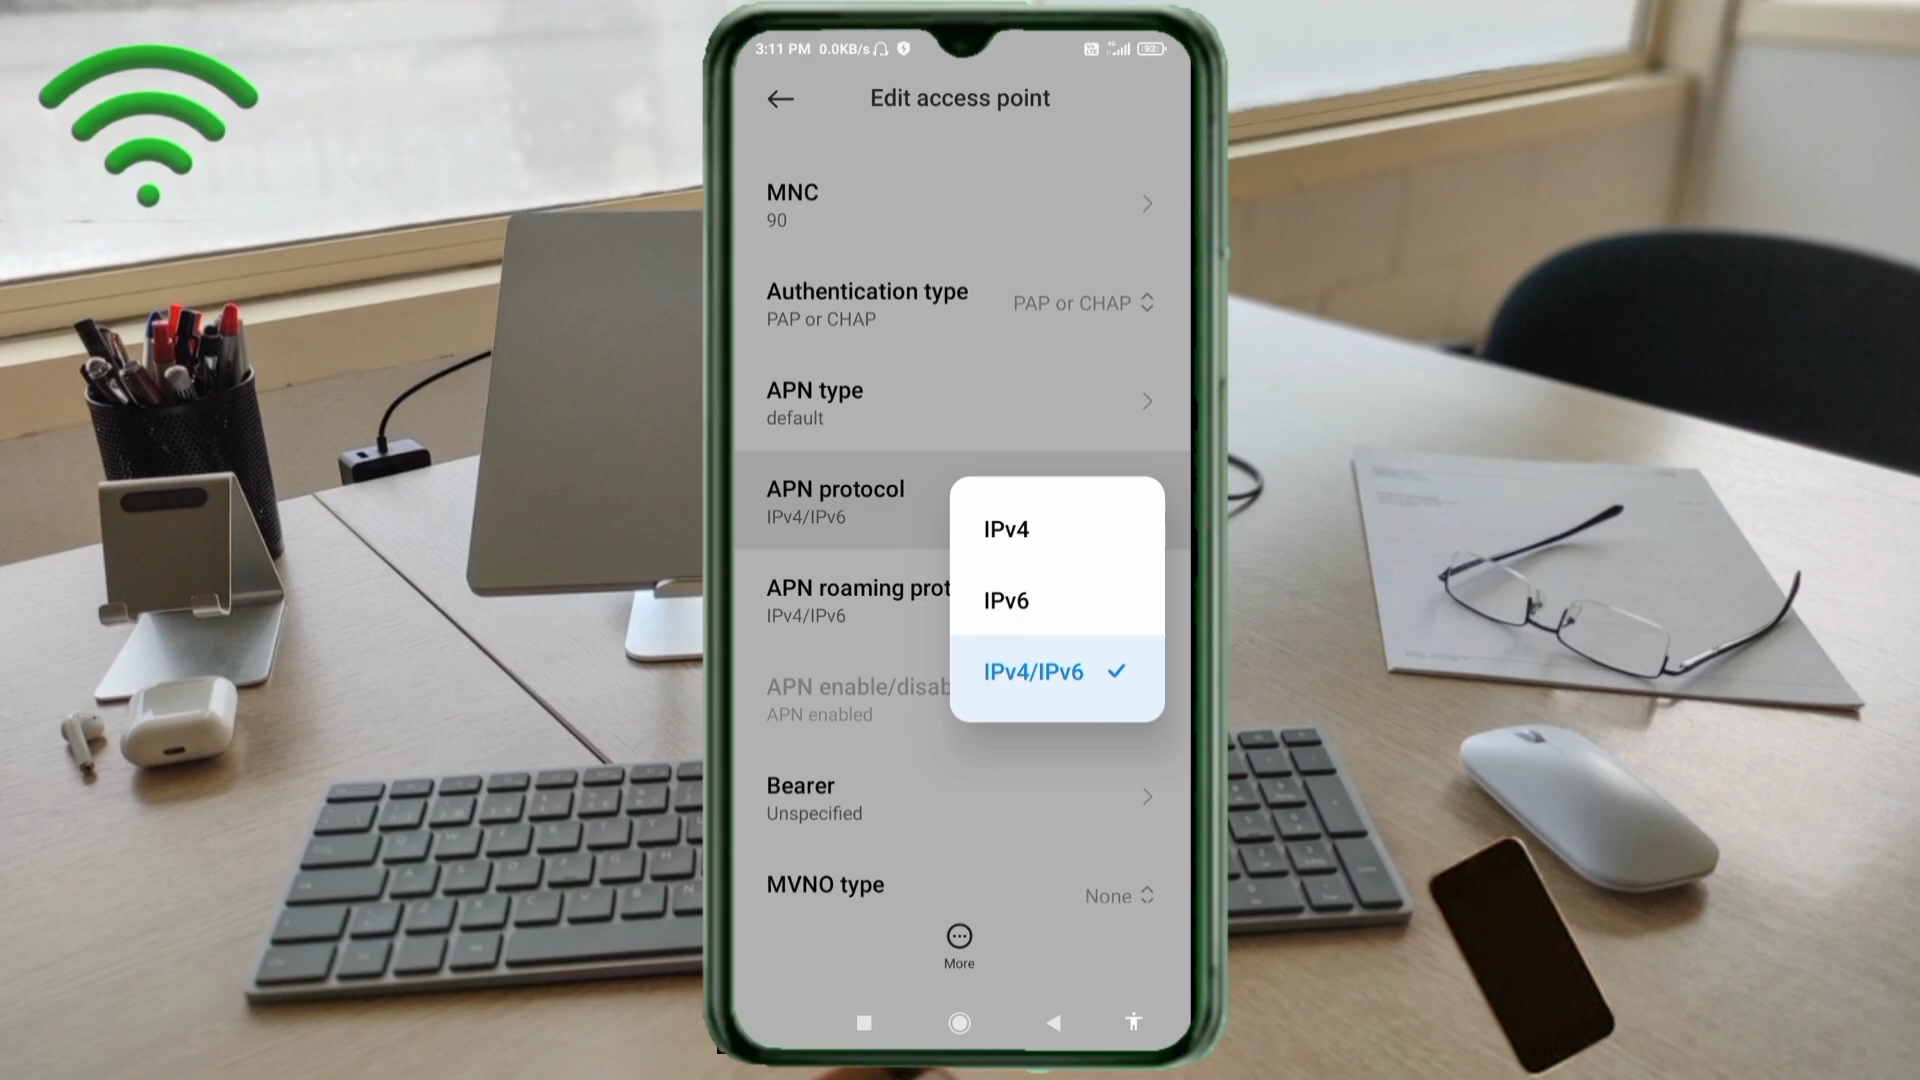 3:11 PM 0.0KB/s 4G 92
Edit access point
MNC
90
Authentication type
PAP or CHAP
PAP or CHAP
APN type
default
APN protocol
IPv4/IPv6
IPv4
IPv6
IPv4/IPv6
APN roaming prot
IPv4/IPv6
APN enable/disab
APN enabled
Bearer
Unspecified
MVNO type
None
More